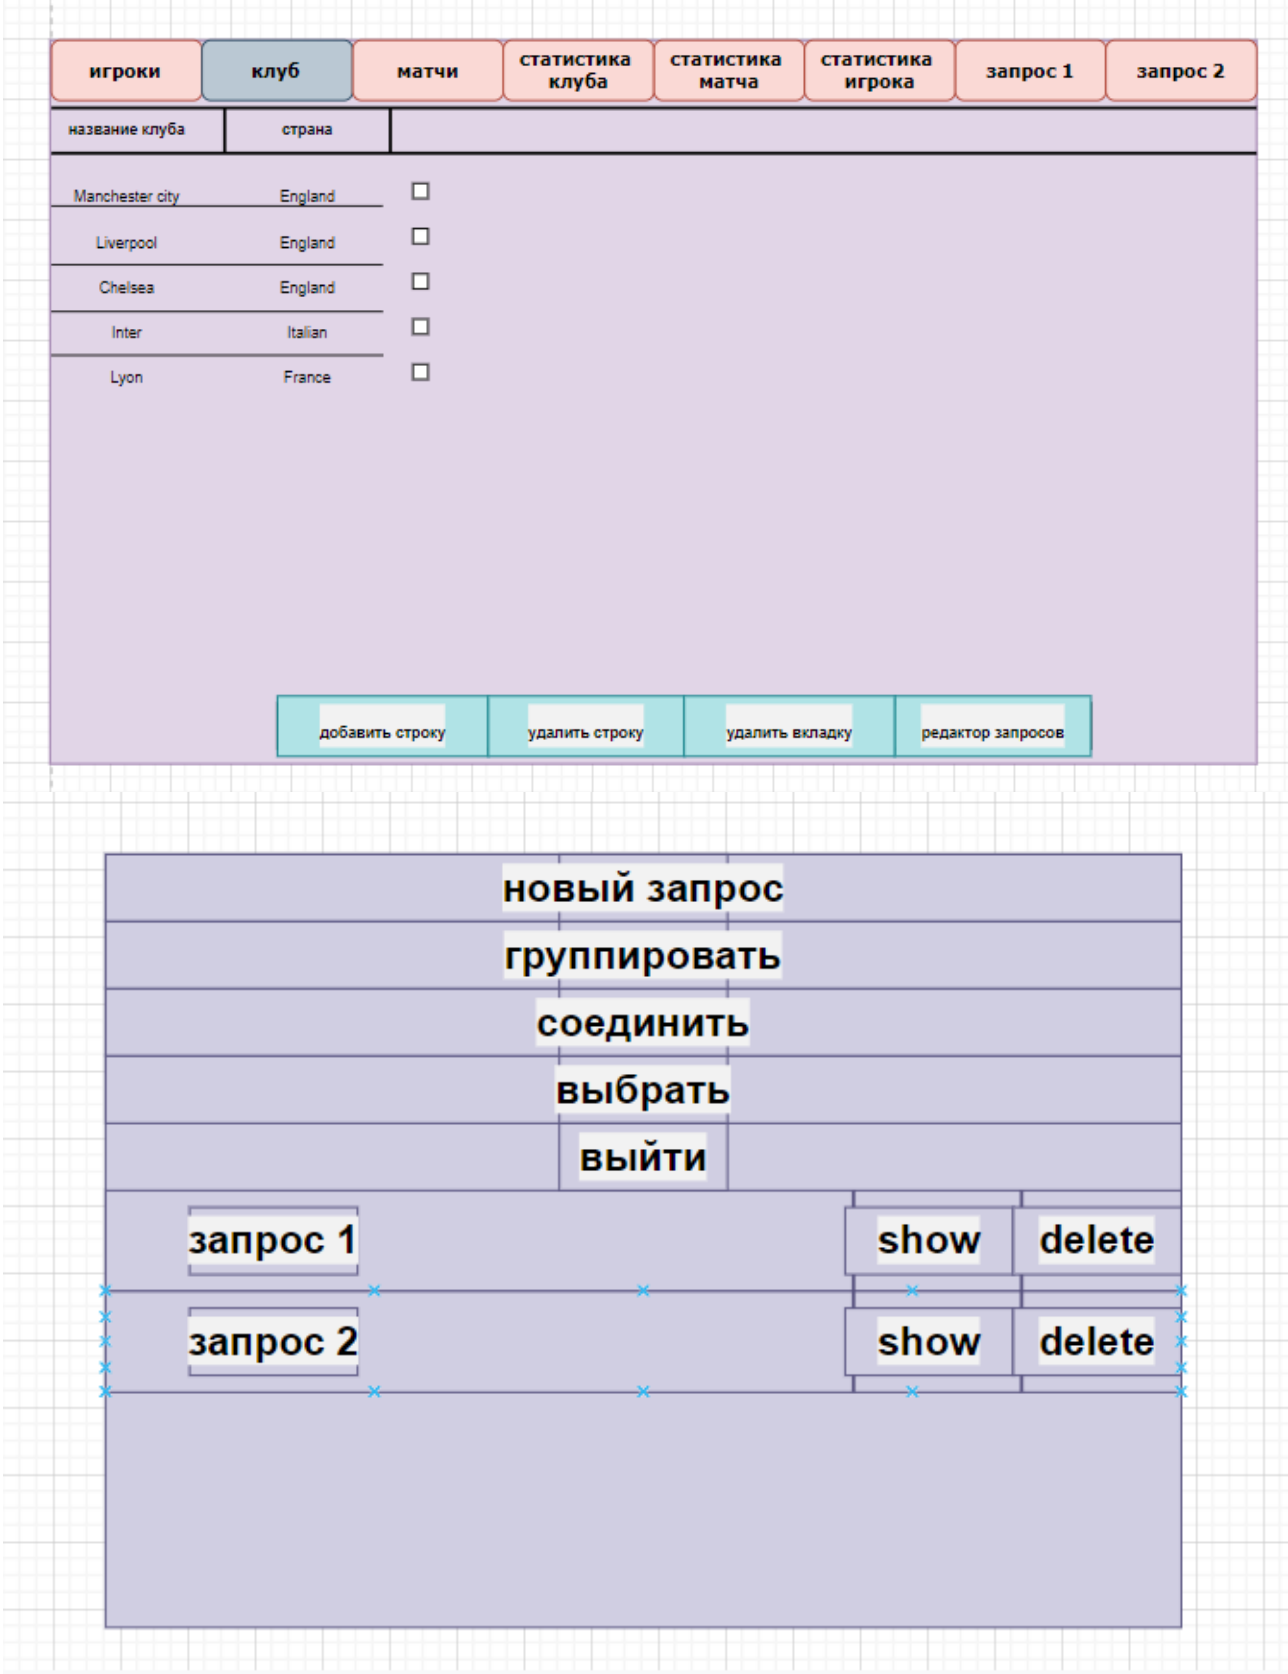 игроки
клуб
матчи
статистика
клуба
статистика
матча
статистика
игрока
запрос 1
запрос 2
название клуба
страна
Manchester city
England
Liverpool
England
Chelsea
England
Inter
Italian
Lyon
France
добавить строку
удалить строку
удалить вкладку
редактор запросов
новый запрос
группировать
соединить
выбрать
выйти
запрос 1
show
delete
запрос 2
show
delete